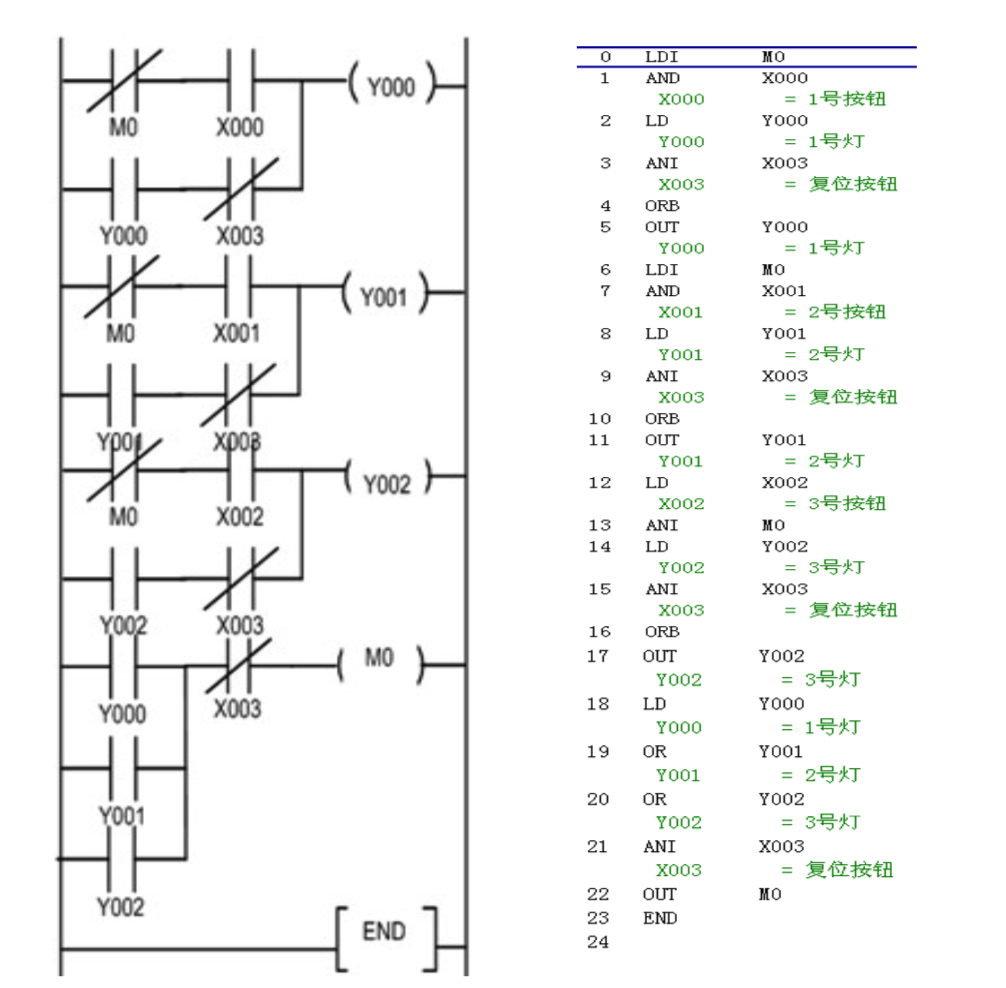 Y000
M0 X000
Y000 X003
Y001
M0 X001
Y001 X003
Y002
M0 X002
Y002 X003
M0
Y000 X003
Y001
Y002
END
0 LDI M0
1 AND X000
X000 = 1号按钮
2 LD Y000
Y000 = 1号灯
3 ANI X003
X003 = 复位按钮
4 ORB
5 OUT Y000
Y000 = 1号灯
6 LDI M0
7 AND X001
X001 = 2号按钮
8 LD Y001
Y001 = 2号灯
9 ANI X003
X003 = 复位按钮
10 ORB
11 OUT Y001
Y001 = 2号灯
12 LD X002
X002 = 3号按钮
13 ANI M0
14 LD Y002
Y002 = 3号灯
15 ANI X003
X003 = 复位按钮
16 ORB
17 OUT Y002
Y002 = 3号灯
18 LD Y000
Y000 = 1号灯
19 OR Y001
Y001 = 2号灯
20 OR Y002
Y002 = 3号灯
21 ANI X003
X003 = 复位按钮
22 OUT M0
23 END
24